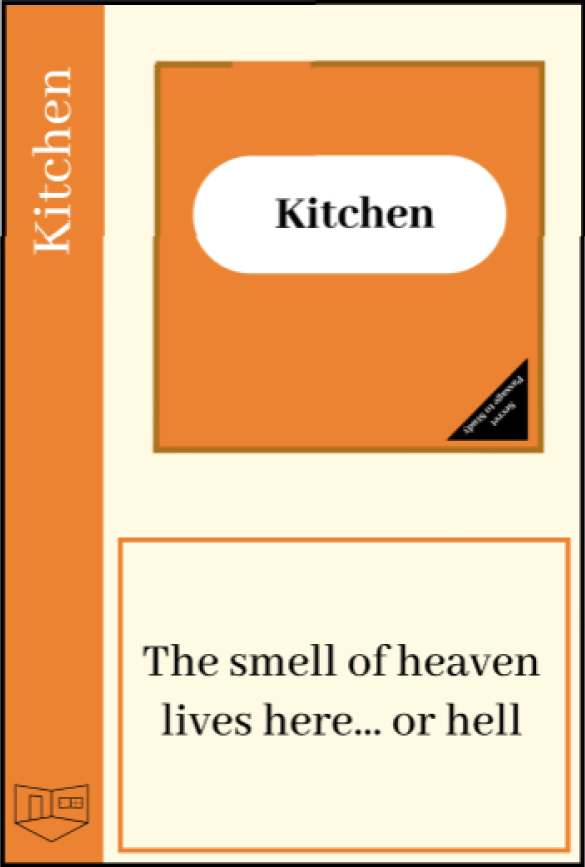 Kitchen
Kitchen
Secret
Passage to Study
The smell of heaven
lives here... or hell